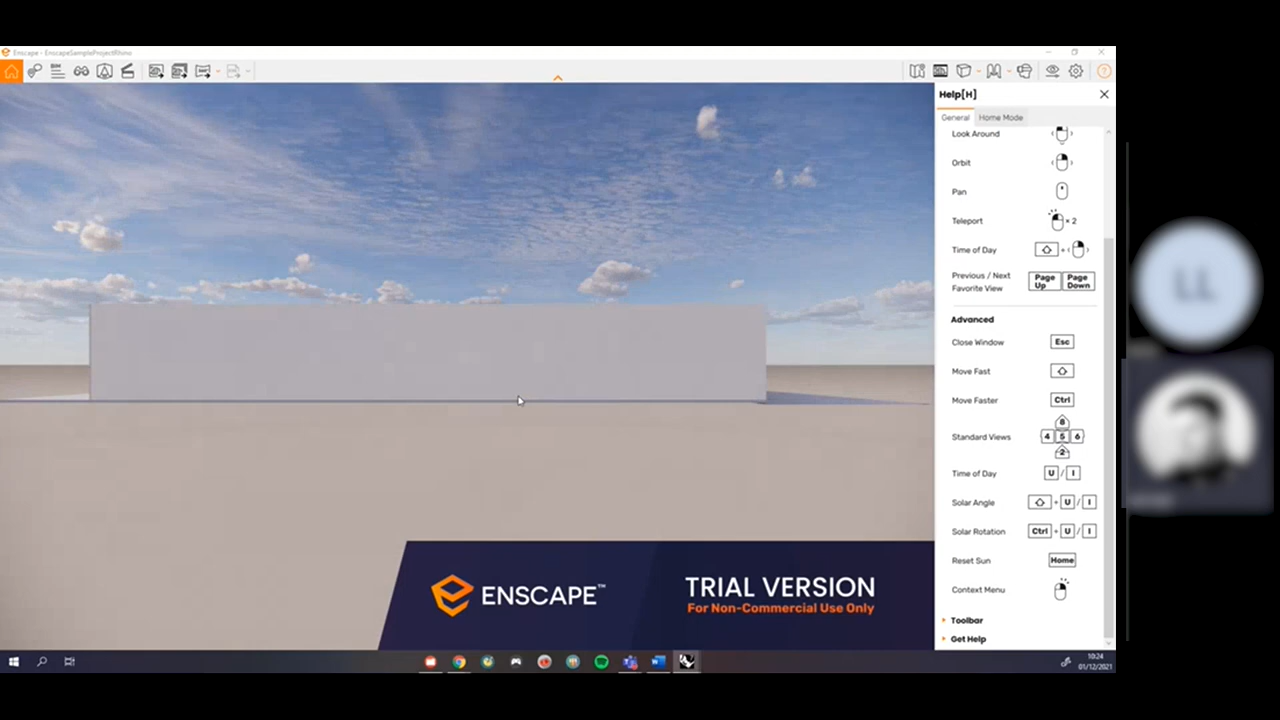 Enscape - EnscapeSampleProjectRhino
Help[H]
General
Home Mode
Look Around
Orbit
Pan
Teleport
× 2
Time of Day
+
Previous / Next
Favorite View
Page Up
Page Down
Advanced
Close Window
Esc
Move Fast
Move Faster
Ctrl
Standard Views
8
4 5 6
2
Time of Day
U / I
Solar Angle
+ U / I
Solar Rotation
Ctrl + U / I
Reset Sun
Home
Context Menu
Toolbar
Get Help
ENSCAPE™
TRIAL VERSION
For Non-Commercial Use Only
LL
10:24
01/12/2021